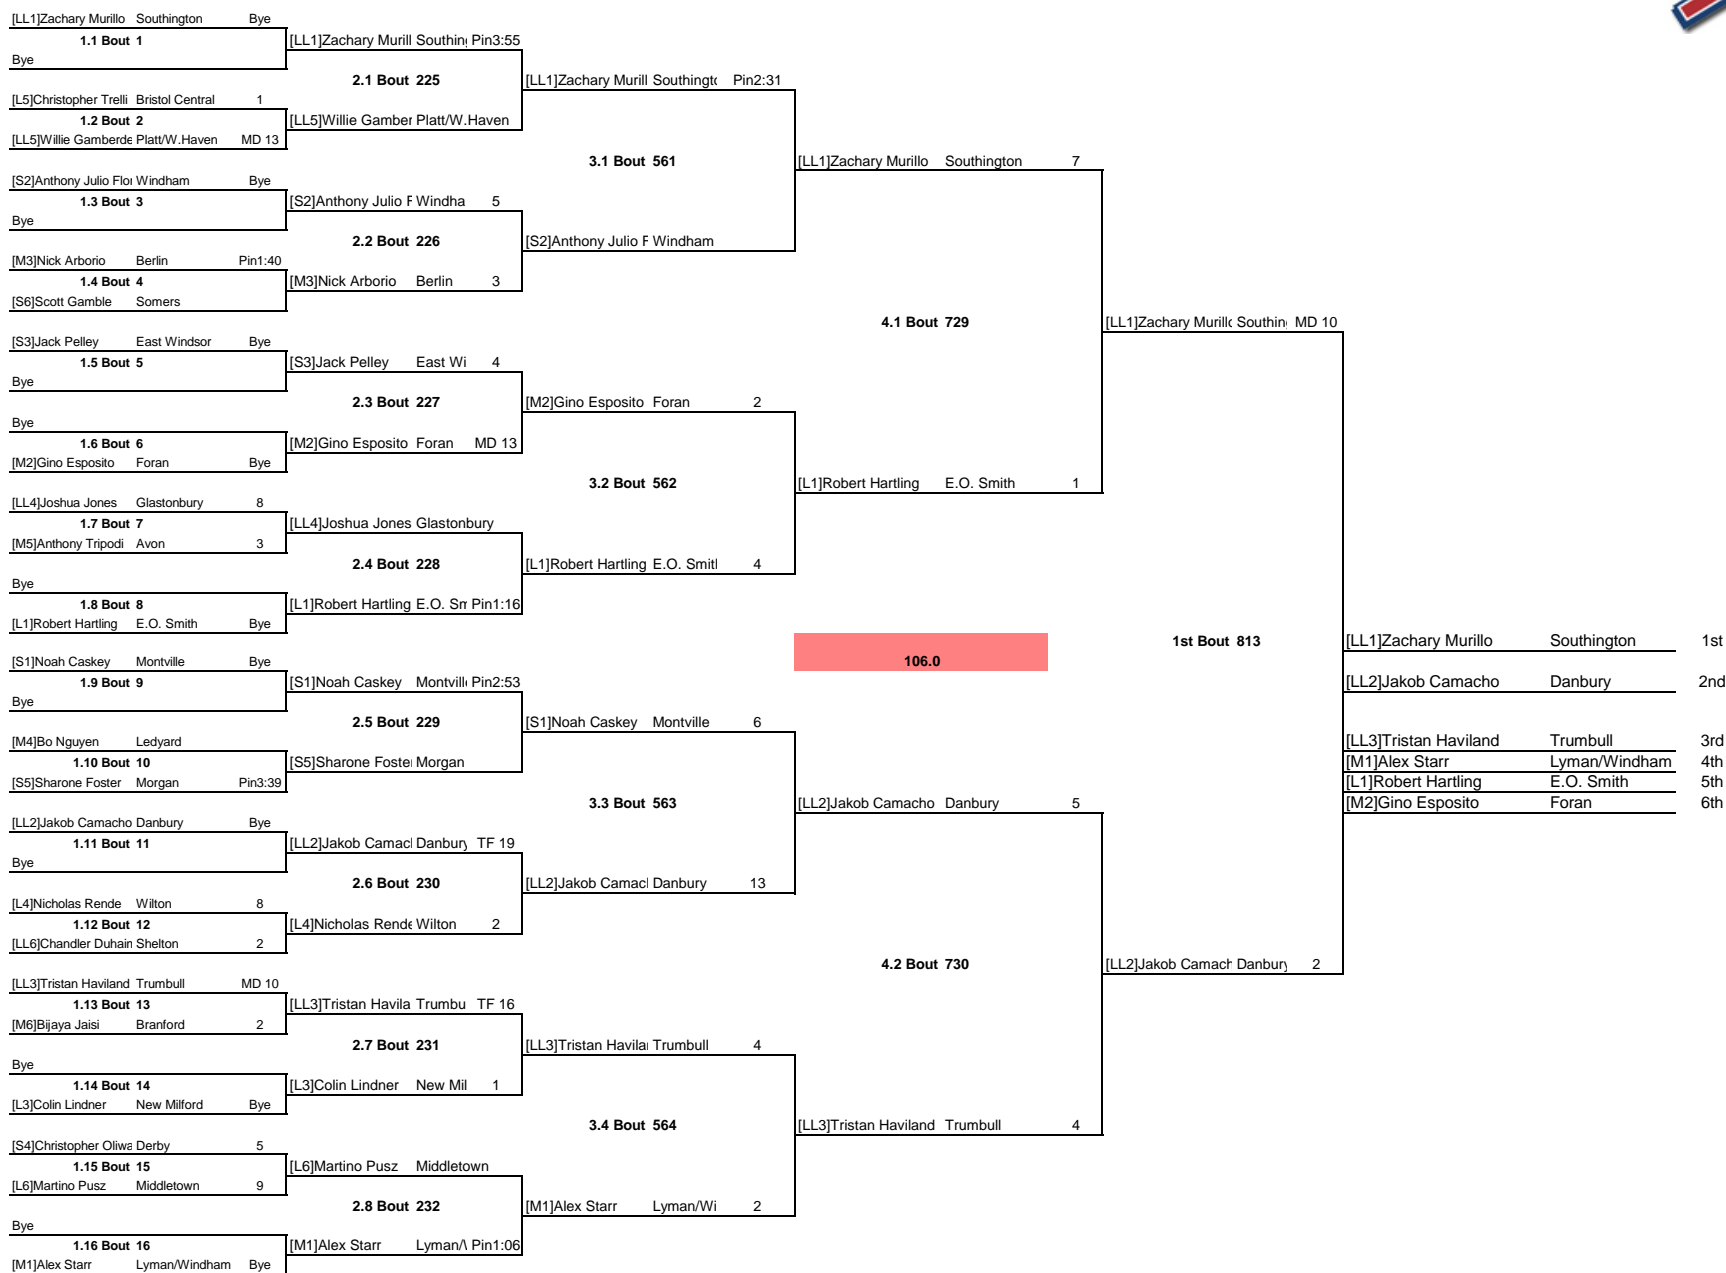 [LL1]Zachary Murillo Southington Bye
1.1 Bout 1
Bye
[L5]Christopher Trelli Bristol Central 1
1.2 Bout 2
[LL5]Willie Gamberde Platt/W.Haven MD 13
[S2]Anthony Julio Flor Windham Bye
1.3 Bout 3
Bye
[M3]Nick Arborio Berlin Pin1:40
1.4 Bout 4
[S6]Scott Gamble Somers
[S3]Jack Pelley East Windsor Bye
1.5 Bout 5
Bye
Bye
1.6 Bout 6
[M2]Gino Esposito Foran Bye
[LL4]Joshua Jones Glastonbury 8
1.7 Bout 7
[M5]Anthony Tripodi Avon 3
Bye
1.8 Bout 8
[L1]Robert Hartling E.O. Smith Bye
[S1]Noah Caskey Montville Bye
1.9 Bout 9
Bye
[M4]Bo Nguyen Ledyard
1.10 Bout 10
[S5]Sharone Foster Morgan Pin3:39
[LL2]Jakob Camacho Danbury Bye
1.11 Bout 11
Bye
[L4]Nicholas Rende Wilton 8
1.12 Bout 12
[LL6]Chandler Duhain Shelton 2
[LL3]Tristan Haviland Trumbull MD 10
1.13 Bout 13
[M6]Bijaya Jaisi Branford 2
Bye
1.14 Bout 14
[L3]Colin Lindner New Milford Bye
[S4]Christopher Oliwa Derby 5
1.15 Bout 15
[L6]Martino Pusz Middletown 9
Bye
1.16 Bout 16
[M1]Alex Starr Lyman/Windham Bye
[LL1]Zachary Murill Southing Pin3:55
2.1 Bout 225
[LL5]Willie Gamber Platt/W.Haven
[S2]Anthony Julio F Windha 5
2.2 Bout 226
[M3]Nick Arborio Berlin 3
[S3]Jack Pelley East Wi 4
2.3 Bout 227
[M2]Gino Esposito Foran MD 13
[LL4]Joshua Jones Glastonbury
2.4 Bout 228
[L1]Robert Hartling E.O. Sm Pin1:16
[S1]Noah Caskey Montvill Pin2:53
2.5 Bout 229
[S5]Sharone Foste Morgan
[LL2]Jakob Camac Danbury TF 19
2.6 Bout 230
[L4]Nicholas Rende Wilton 2
[LL3]Tristan Havila Trumbu TF 16
2.7 Bout 231
[L3]Colin Lindner New Mil 1
[L6]Martino Pusz Middletown
2.8 Bout 232
[M1]Alex Starr Lyman/ Pin1:06
[LL1]Zachary Murill Southingt Pin2:31
3.1 Bout 561
[S2]Anthony Julio F Windham
[M2]Gino Esposito Foran 2
3.2 Bout 562
[L1]Robert Hartling E.O. Smit 4
[S1]Noah Caskey Montville 6
3.3 Bout 563
[LL2]Jakob Camac Danbury 13
[LL3]Tristan Havila Trumbull 4
3.4 Bout 564
[M1]Alex Starr Lyman/Wi 2
[LL1]Zachary Murillo Southington 7
4.1 Bout 729
[L1]Robert Hartling E.O. Smith 1
106.0
[LL2]Jakob Camacho Danbury 5
4.2 Bout 730
[LL3]Tristan Haviland Trumbull 4
[LL1]Zachary Murillo Southin MD 10
1st Bout 813
[LL2]Jakob Camach Danbury 2
[LL1]Zachary Murillo Southington 1st
[LL2]Jakob Camacho Danbury 2nd
[LL3]Tristan Haviland Trumbull 3rd
[M1]Alex Starr Lyman/Windham 4th
[L1]Robert Hartling E.O. Smith 5th
[M2]Gino Esposito Foran 6th